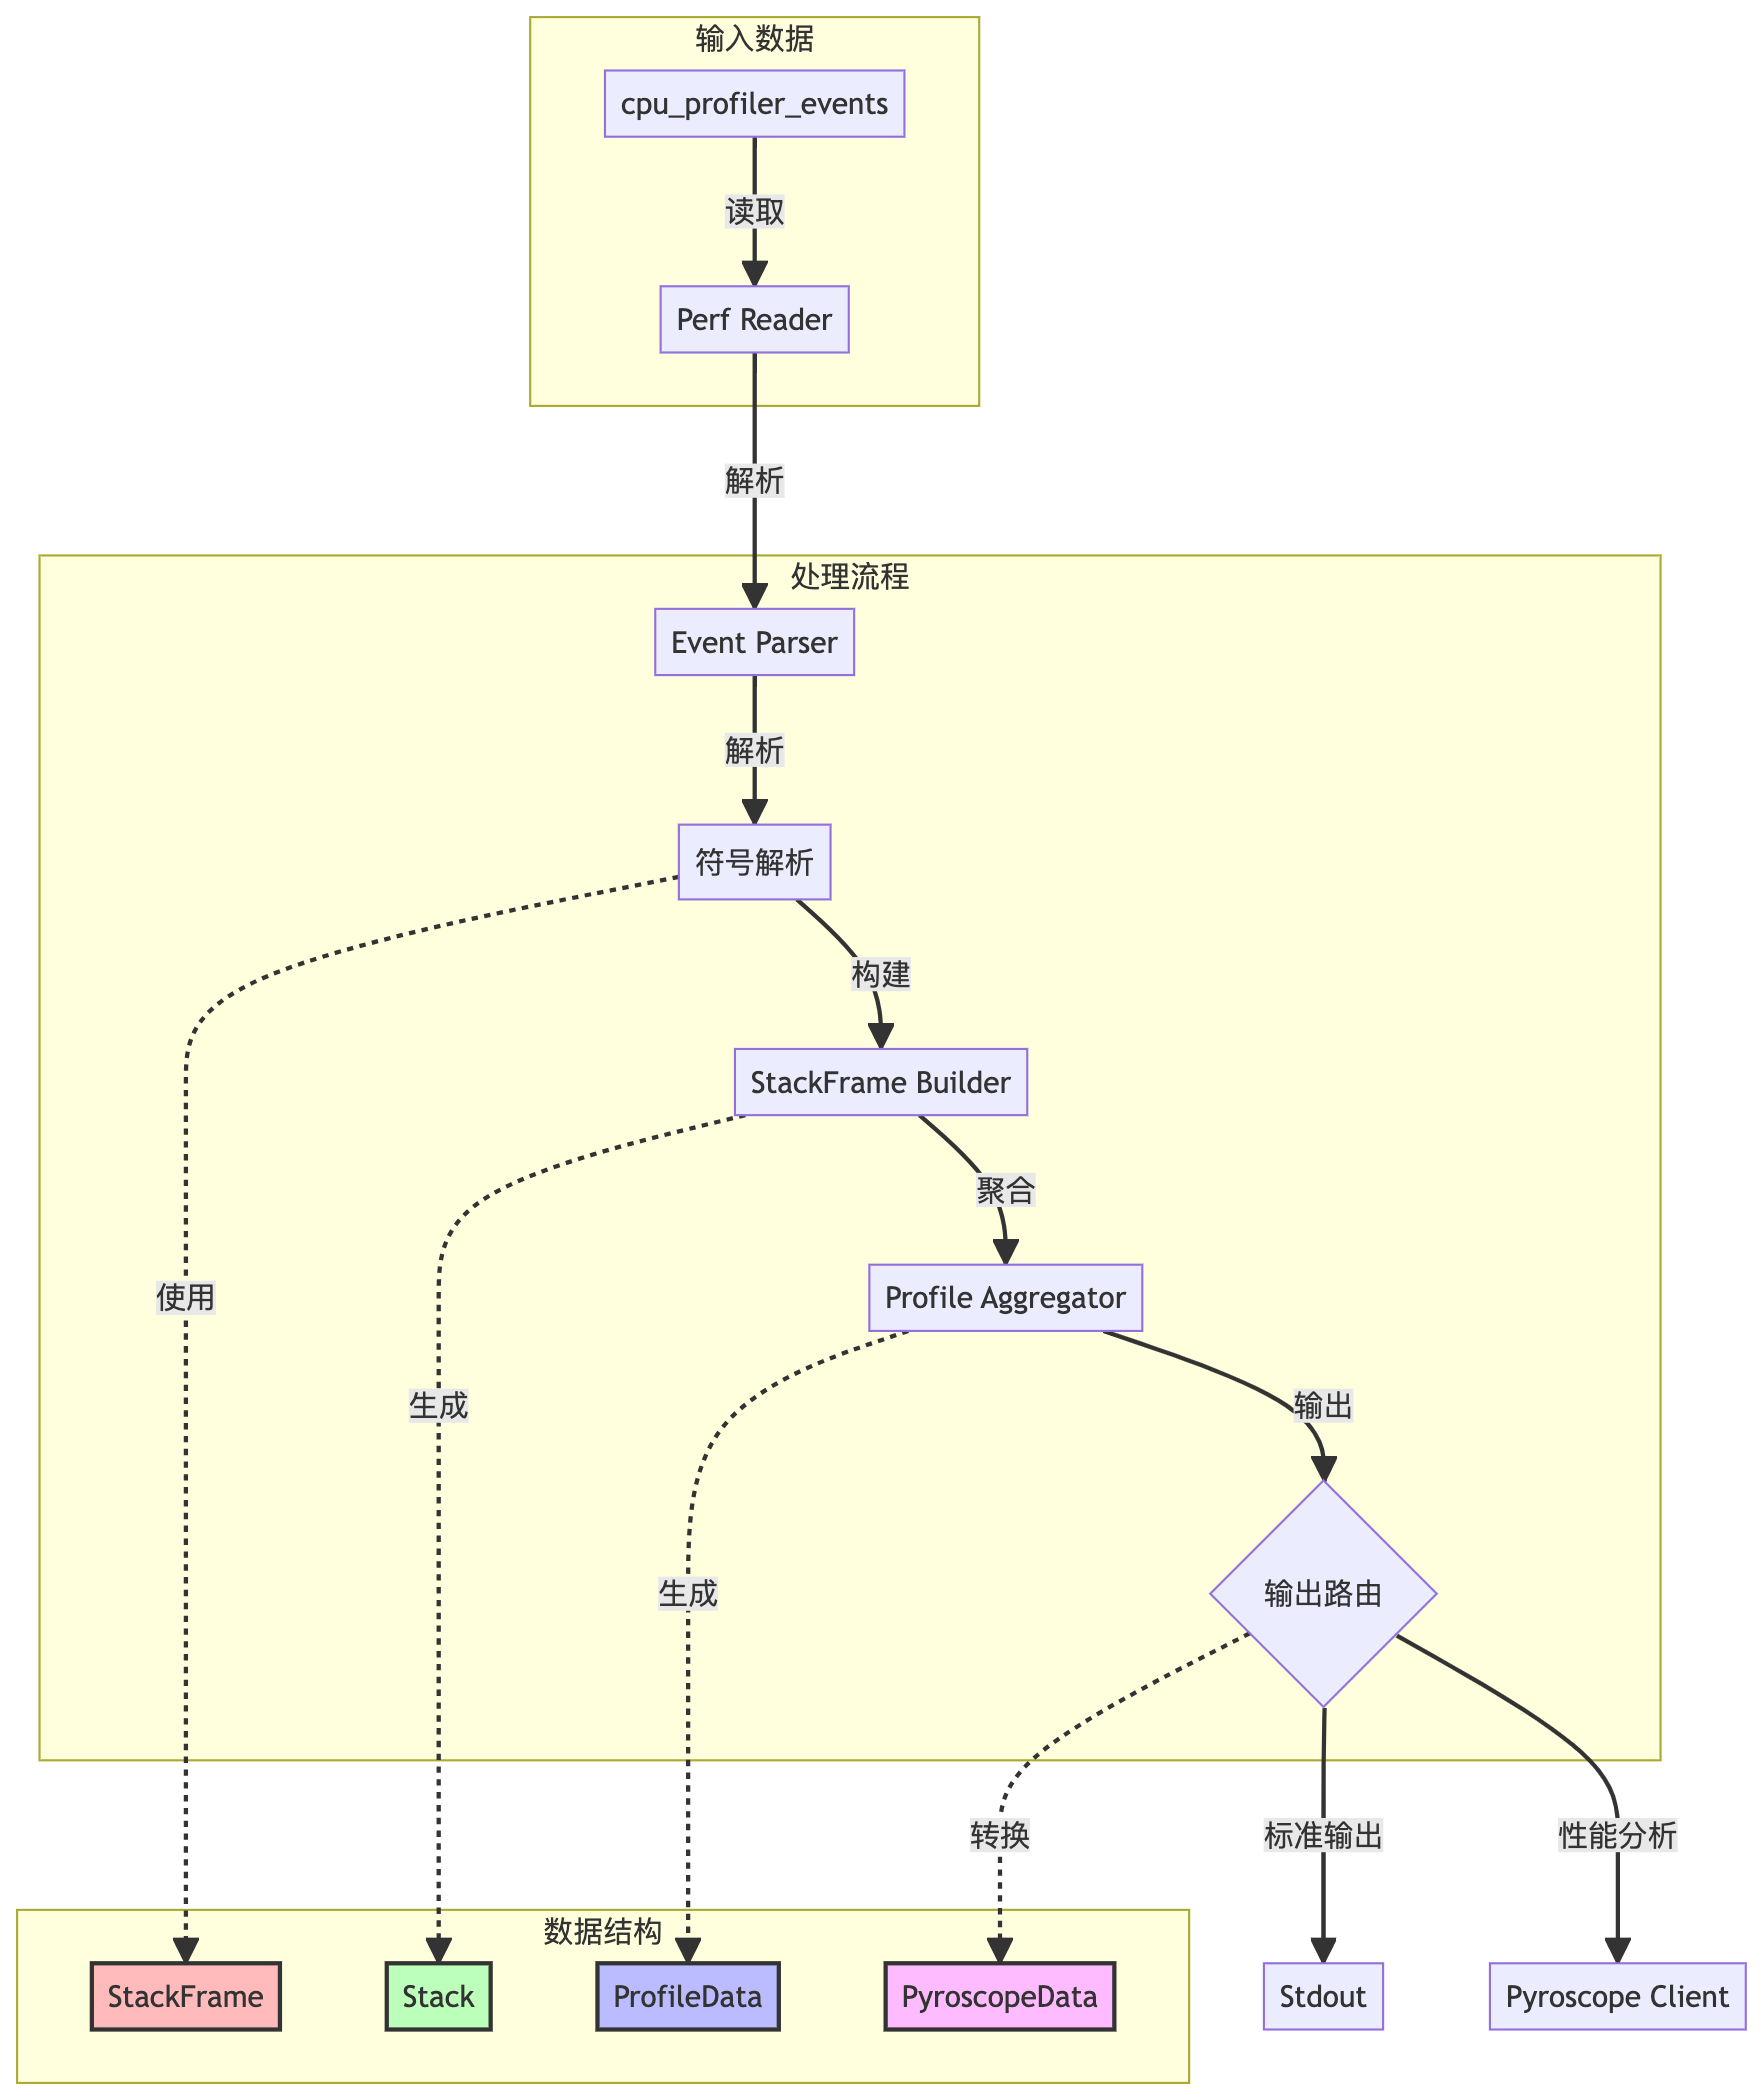 输入数据
cpu_profiler_events
读取
Perf Reader
解析
处理流程
Event Parser
解析
符号解析
构建
StackFrame Builder
聚合
使用
Profile Aggregator
生成
输出
生成
输出路由
转换
标准输出
性能分析
数据结构
StackFrame
Stack
ProfileData
PyroscopeData
Stdout
Pyroscope Client